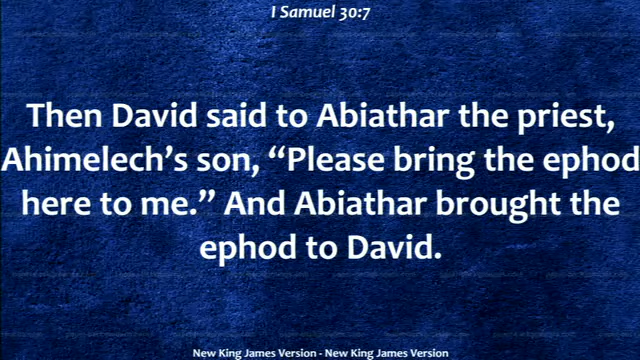 I Samuel 30:7
Then David said to Abiathar the priest,
Ahimelech’s son, “Please bring the ephod
here to me.” And Abiathar brought the
ephod to David.
New King James Version - New King James Version